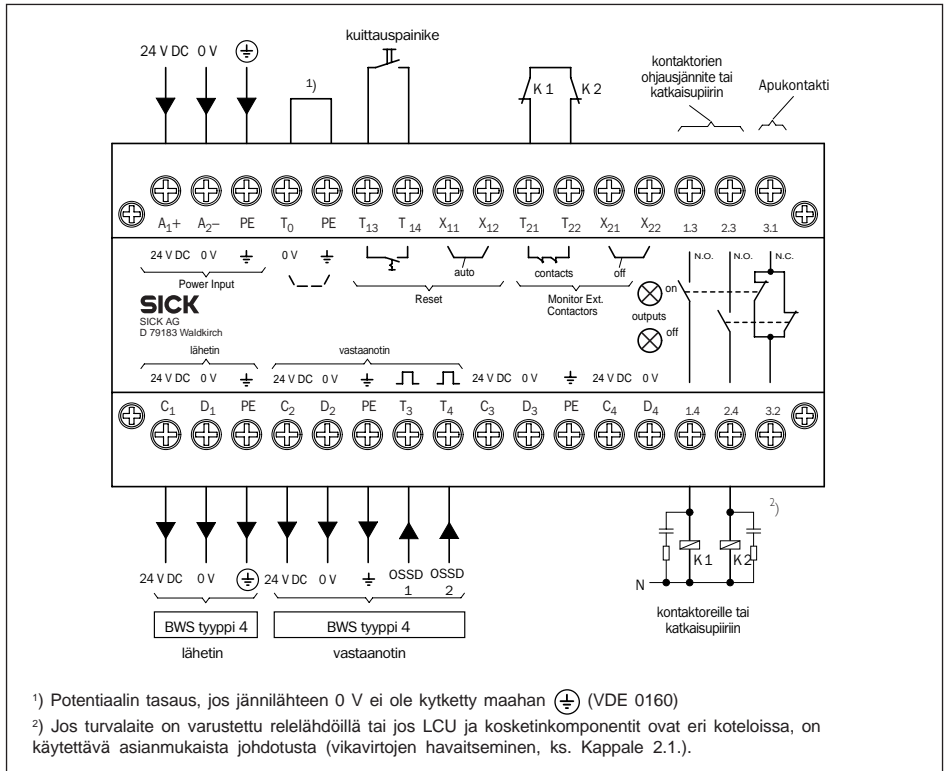 kuittauspainike
24 V DC 0 V
1)
K 1 K 2
kontaktorien
ohjausjännite tai
katkaisupiirin
Apukontakti
A1+ A2– PE T0 PE T13 T14 X11 X12 T21 T22 X21 X22 1.3 2.3 3.1
24 V DC 0 V 0 V auto contacts off N.O. N.O. N.C.
Power Input Reset Monitor Ext.
Contactors
on
outputs
off
SICK
SICK AG
D 79183 Waldkirch
lähetin vastaanotin
24 V DC 0 V 24 V DC 0 V 24 V DC 0 V 24 V DC 0 V
C1 D1 PE C2 D2 PE T3 T4 C3 D3 PE C4 D4 1.4 2.4 3.2
2)
K 1 K 2
N
24 V DC 0 V 24 V DC 0 V OSSD OSSD
1 2
BWS tyyppi 4 BWS tyyppi 4
lähetin vastaanotin
kontaktoreille tai
katkaisupiiriin
1) Potentiaalin tasaus, jos jännilähteen 0 V ei ole kytketty maahan (VDE 0160)
2) Jos turvalaite on varustettu relelähdöillä tai jos LCU ja kosketinkomponentit ovat eri koteloissa, on
käytettävä asianmukaista johdotusta (vikavirtojen havaitseminen, ks. Kappale 2.1.).